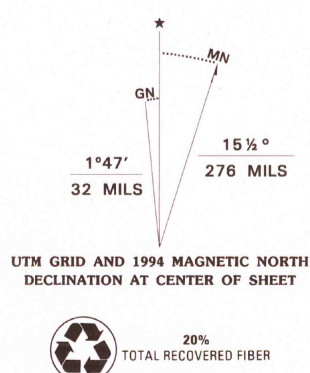 ★
MN
GN
1°47'
32 MILS
15½°
276 MILS
UTM GRID AND 1994 MAGNETIC NORTH
DECLINATION AT CENTER OF SHEET
20%
TOTAL RECOVERED FIBER